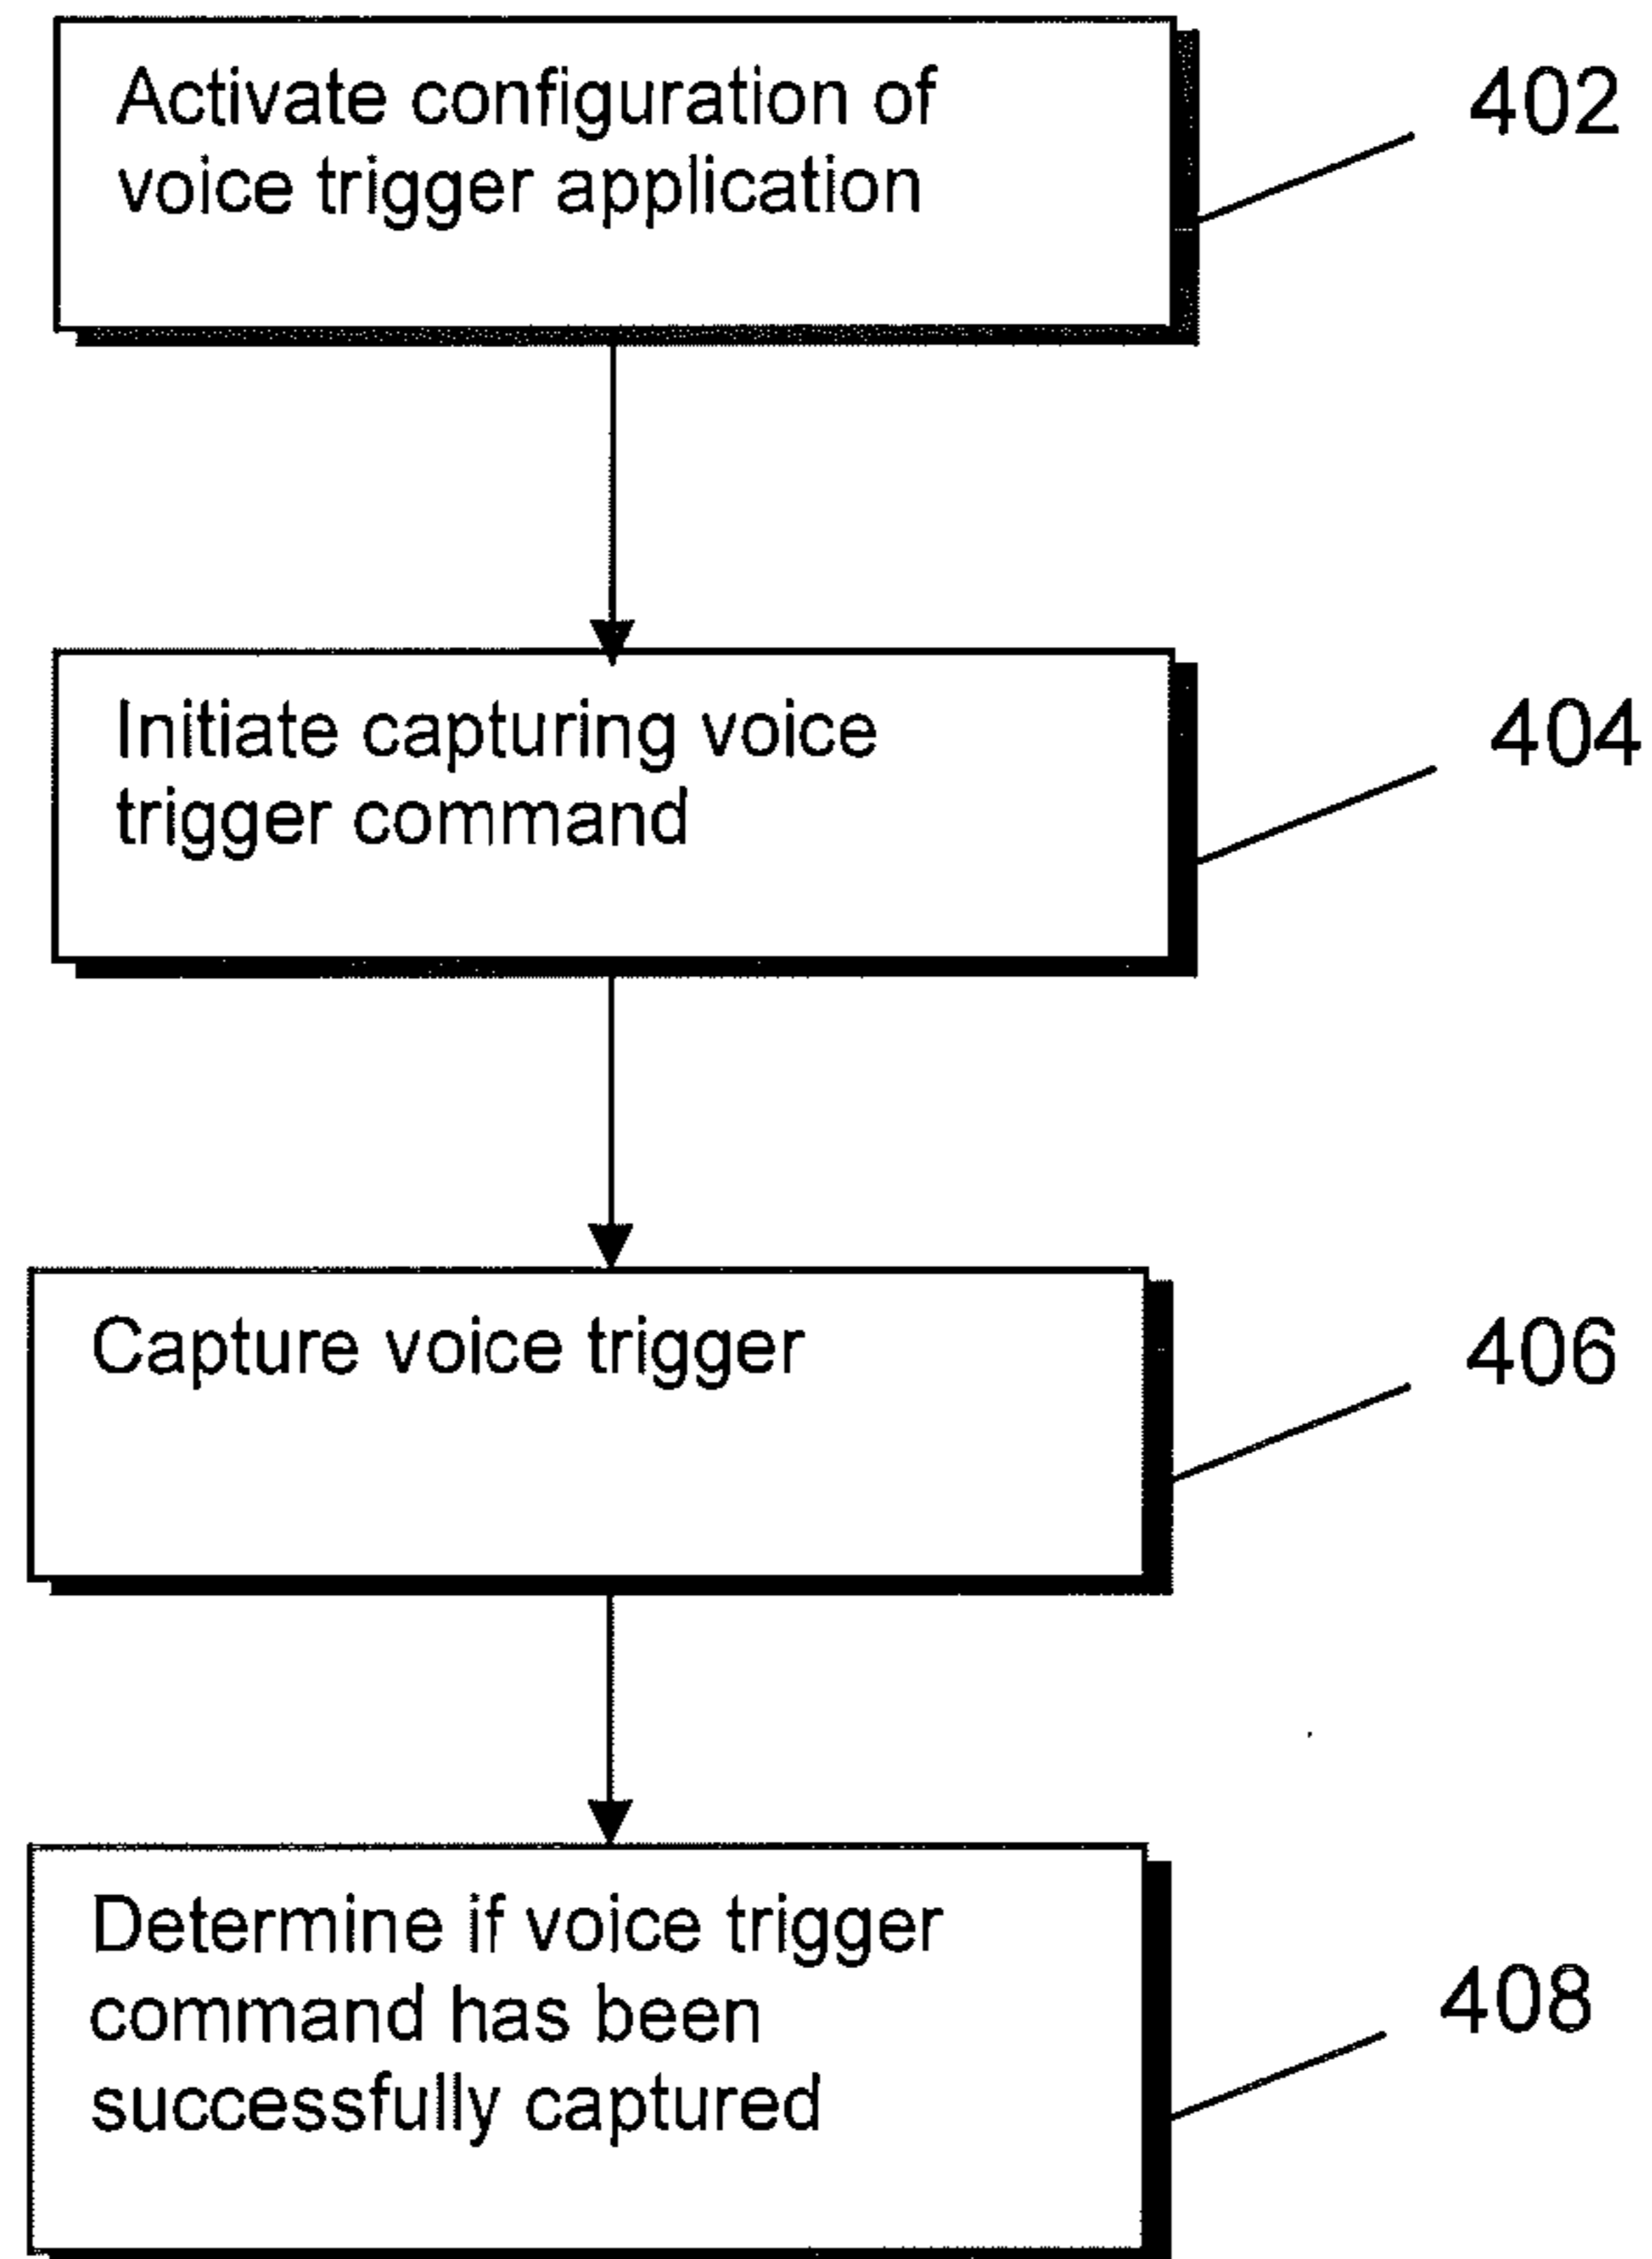 Activate configuration of
voice trigger application
402
Initiate capturing voice
trigger command
404
Capture voice trigger
406
Determine if voice trigger
command has been
successfully captured
408